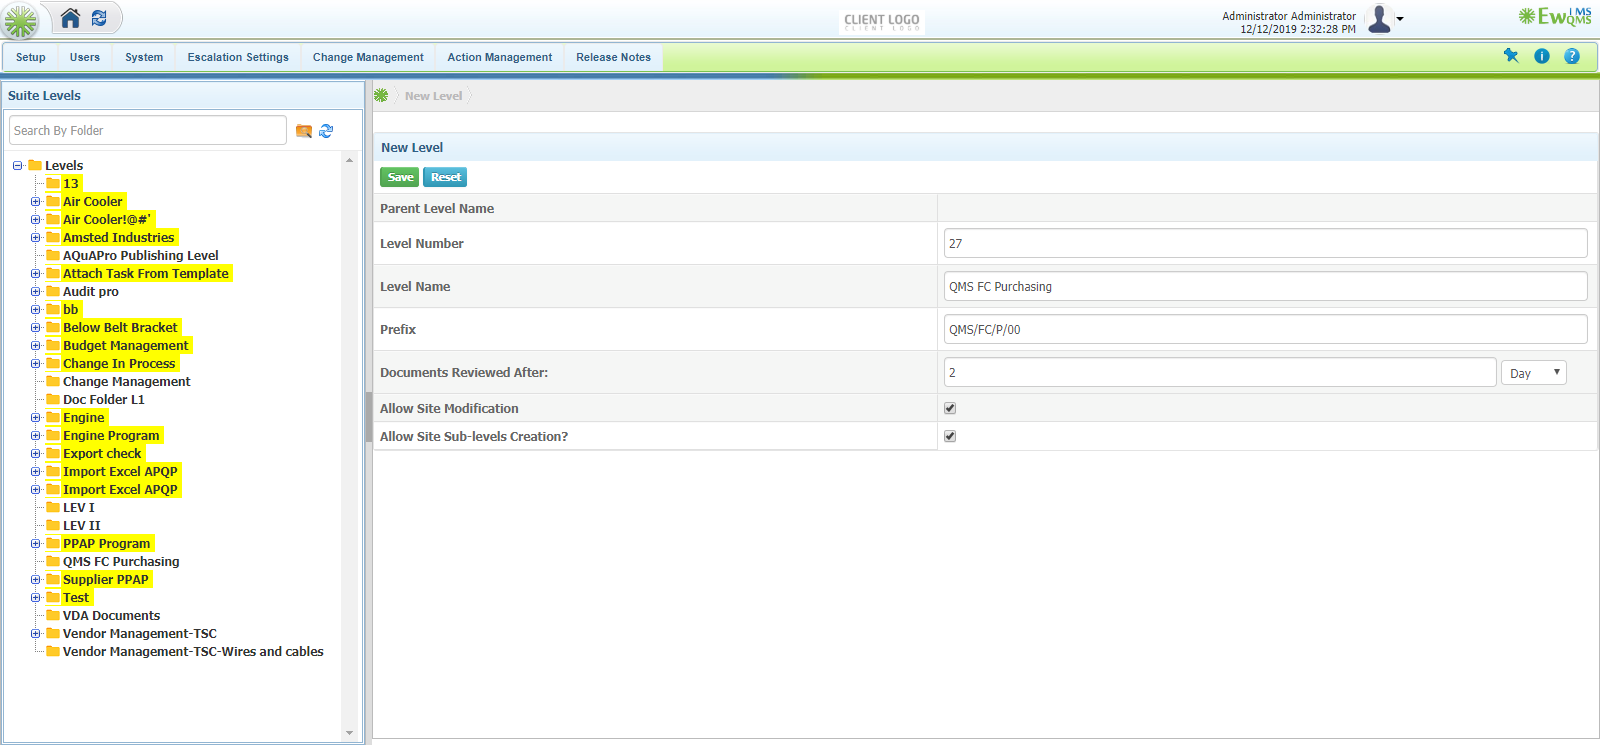 CLIENT LOGO
CLIENT LOGO
Administrator Administrator
12/12/2019 2:32:28 PM
EwQMS IMS
Setup Users System Escalation Settings Change Management Action Management Release Notes
i ?
Suite Levels
New Level
Search By Folder
New Level
Save Reset
Levels
13
Air Cooler
Air Cooler!@#'
Amsted Industries
AQuAPro Publishing Level
Attach Task From Template
Audit pro
bb
Below Belt Bracket
Budget Management
Change In Process
Change Management
Doc Folder L1
Engine
Engine Program
Export check
Import Excel APQP
Import Excel APQP
LEV I
LEV II
PPAP Program
QMS FC Purchasing
Supplier PPAP
Test
VDA Documents
Vendor Management-TSC
Vendor Management-TSC-Wires and cables
Parent Level Name
Level Number 27
Level Name QMS FC Purchasing
Prefix QMS/FC/P/00
Documents Reviewed After: 2 Day
Allow Site Modification
Allow Site Sub-levels Creation?